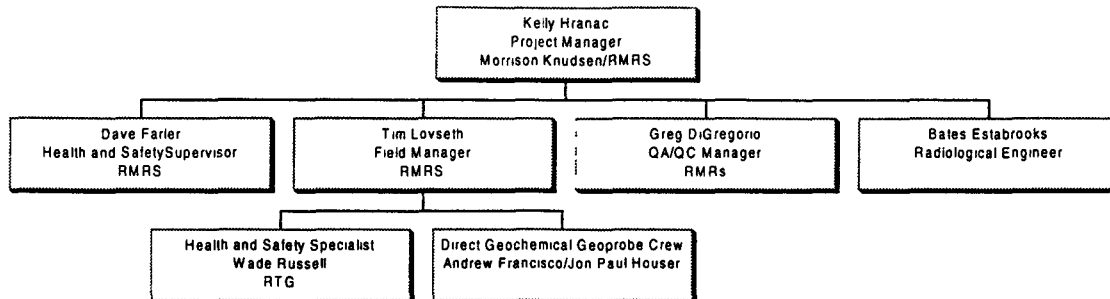 Kelly Hranac
Project Manager
Morrison Knudsen/RMRS
Dave Farler
Health and SafetySupervisor
RMRS
Tim Lovseth
Field Manager
RMRS
Greg DiGregorio
QA/QC Manager
RMRs
Bates Estabrooks
Radiological Engineer
Health and Safety Specialist
Wade Russell
RTG
Direct Geochemical Geoprobe Crew
Andrew Francisco/Jon Paul Houser